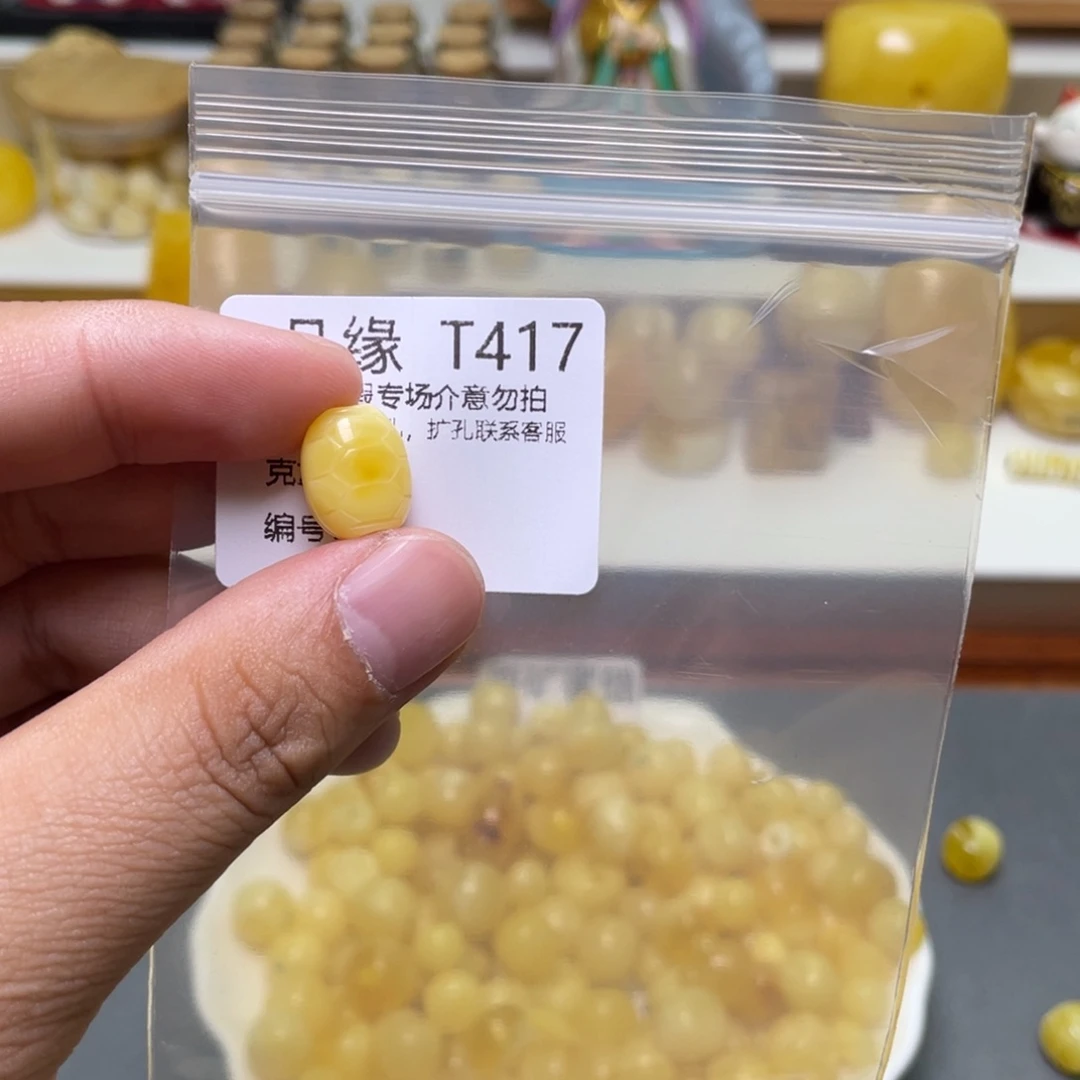 缘 T417
专场介意勿拍
，扩孔联系客服
克
编号